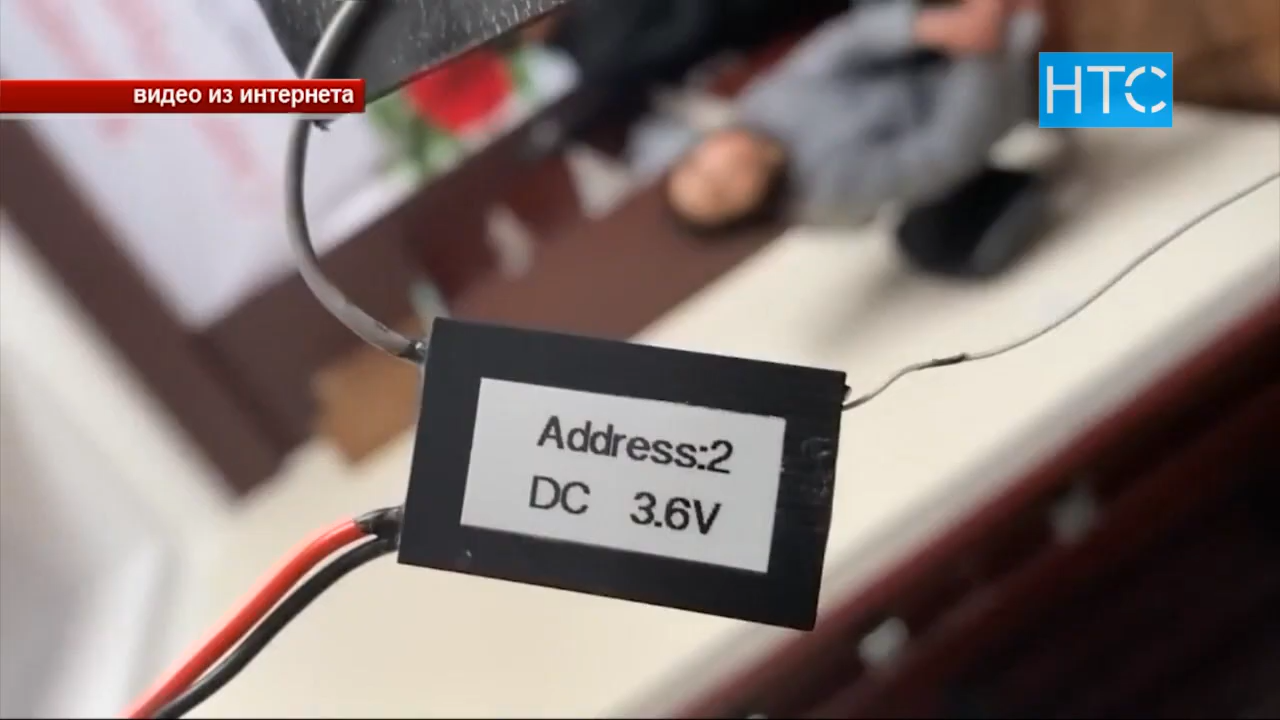 видео из интернета
НТС
Address:2
DC 3.6V